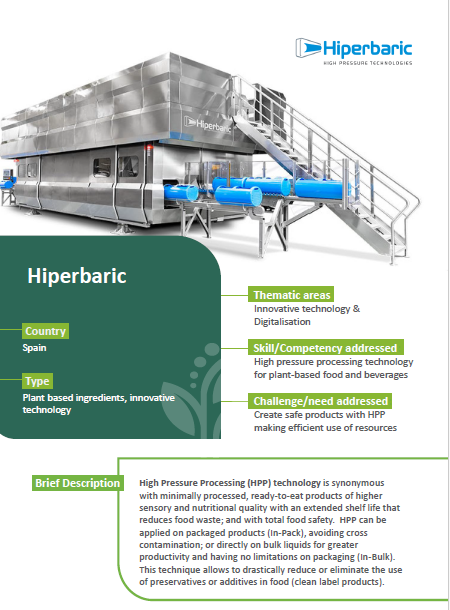 Hiperbaric
HIGH PRESSURE TECHNOLOGIES
Hiperbaric
Hiperbaric
Thematic areas
Innovative technology &
Digitalisation
Country
Spain
Skill/Competency addressed
High pressure processing technology
for plant-based food and beverages
Type
Plant based ingredients, innovative
technology
Challenge/need addressed
Create safe products with HPP
making efficient use of resources
Brief Description
High Pressure Processing (HPP) technology is synonymous
with minimally processed, ready-to-eat products of higher
sensory and nutritional quality with an extended shelf life that
reduces food waste; and with total food safety.  HPP can be
applied on packaged products (In-Pack), avoiding cross
contamination; or directly on bulk liquids for greater
productivity and having no limitations on packaging (In-Bulk).
This technique allows to drastically reduce or eliminate the use
of preservatives or additives in food (clean label products).